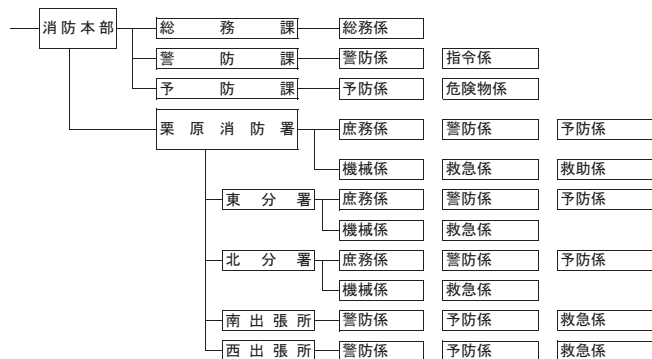 消防本部 総務課 総務係
警防課 警防係 指令係
予防課 予防係 危険物係
栗原消防署 庶務係 警防係 予防係
機械係 救急係 救助係
東分署 庶務係 警防係 予防係
機械係 救急係
北分署 庶務係 警防係 予防係
機械係 救急係
南出張所 警防係 予防係 救急係
西出張所 警防係 予防係 救急係